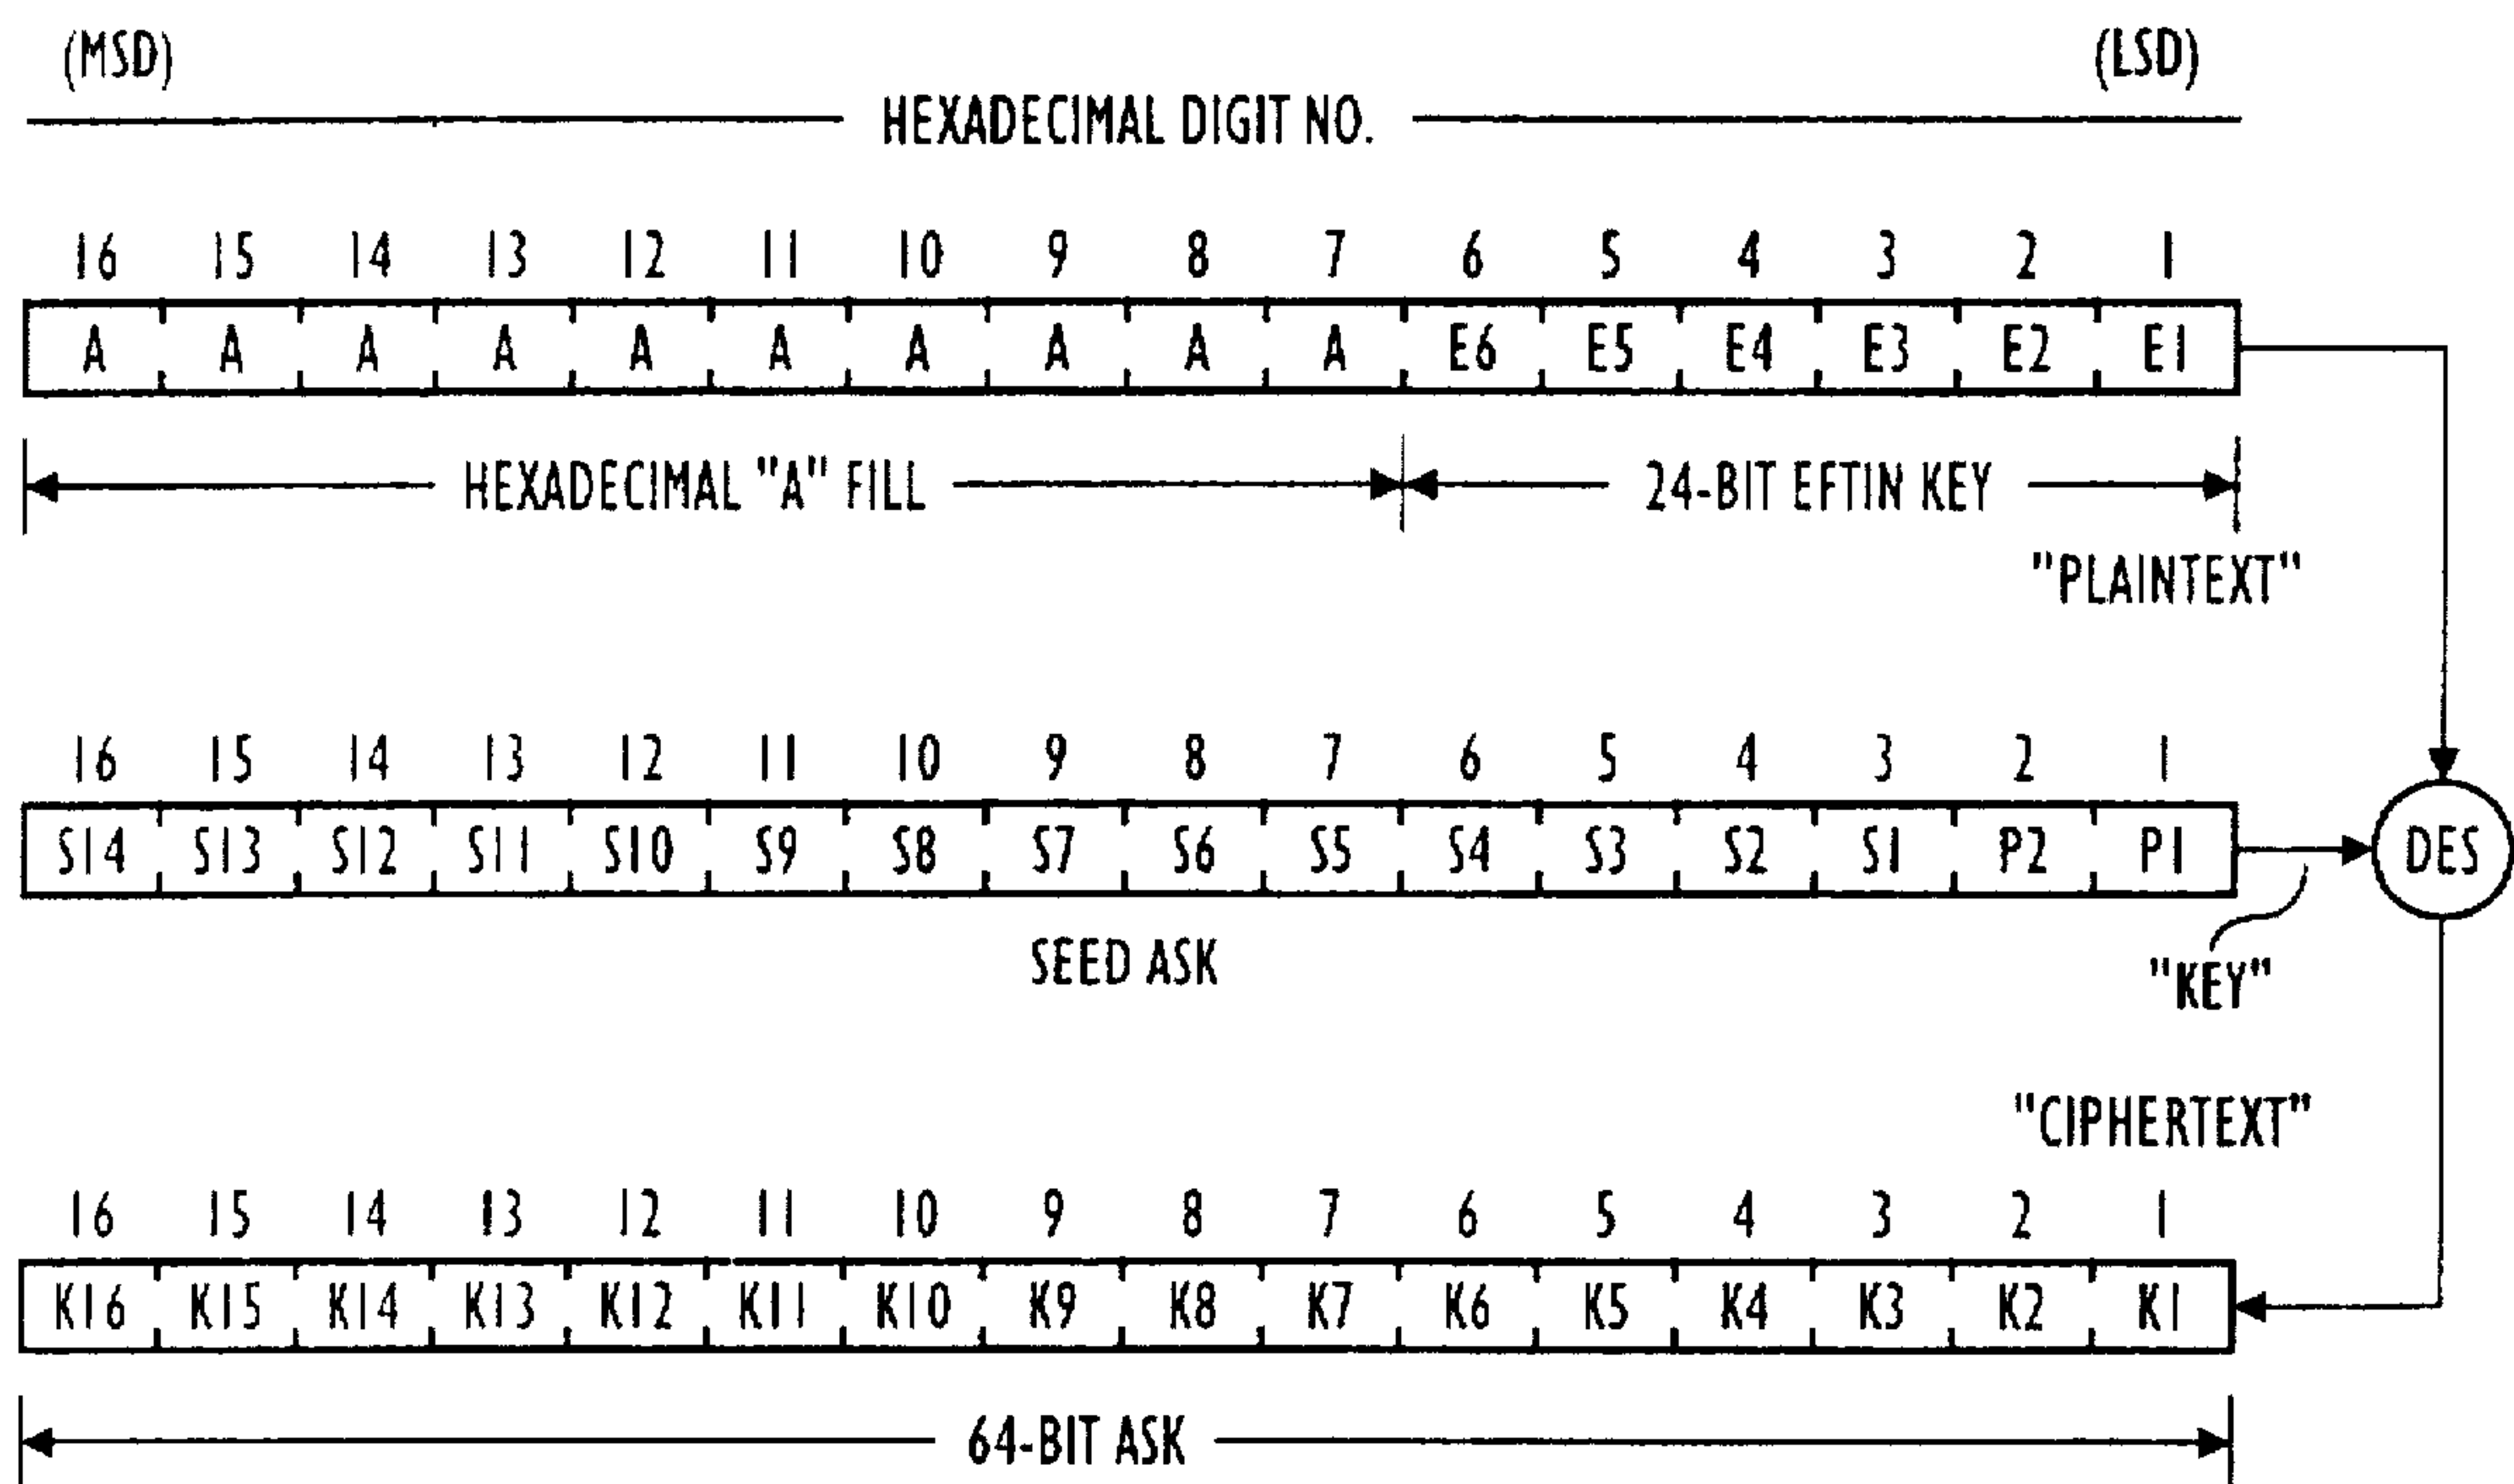 (MSD) (LSD)
HEXADECIMAL DIGIT NO.
16 15 14 13 12 11 10 9 8 7 6 5 4 3 2 1
A A A A A A A A A A E6 E5 E4 E3 E2 E1
HEXADECIMAL "A" FILL 24-BIT EFTIN KEY
"PLAINTEXT"
16 15 14 13 12 11 10 9 8 7 6 5 4 3 2 1
S14 S13 S12 S11 S10 S9 S8 S7 S6 S5 S4 S3 S2 S1 P2 P1 DES
SEED ASK
"KEY"
"CIPHERTEXT"
16 15 14 13 12 11 10 9 8 7 6 5 4 3 2 1
K16 K15 K14 K13 K12 K11 K10 K9 K8 K7 K6 K5 K4 K3 K2 K1
64-BIT ASK